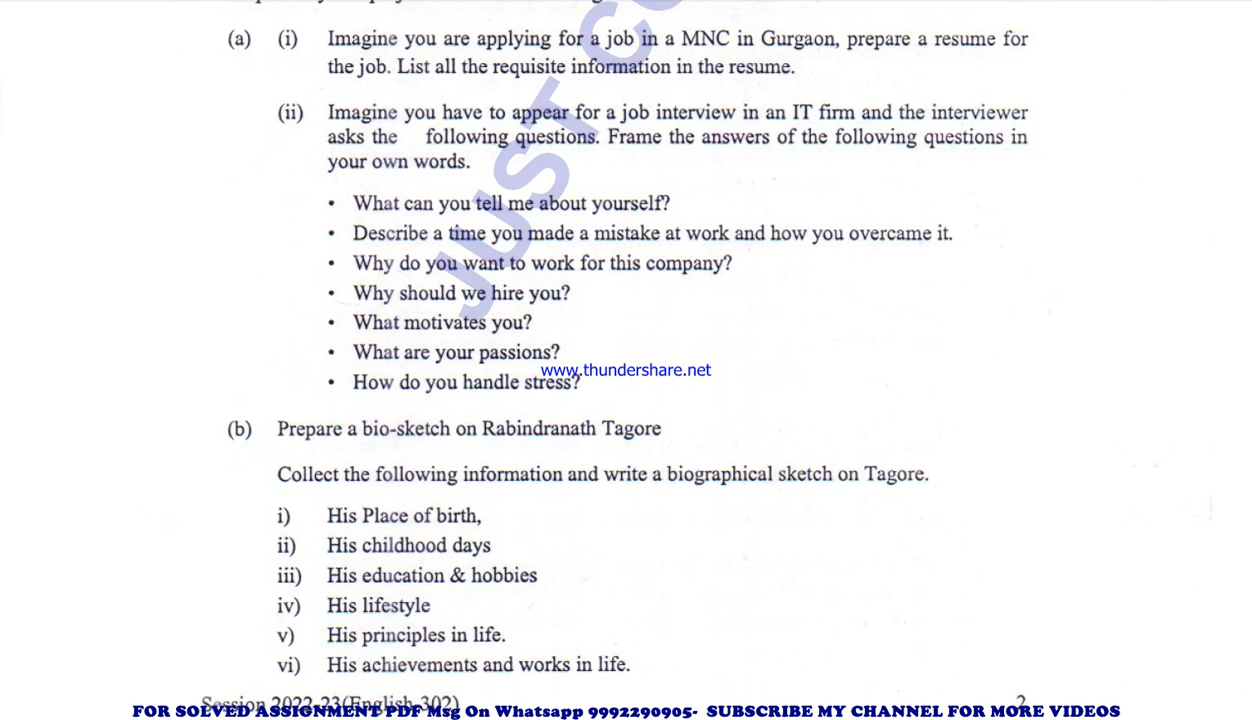 (a) (i) Imagine you are applying for a job in a MNC in Gurgaon, prepare a resume for
the job. List all the requisite information in the resume.
(ii) Imagine you have to appear for a job interview in an IT firm and the interviewer
asks the following questions. Frame the answers of the following questions in
your own words.
• What can you tell me about yourself?
• Describe a time you made a mistake at work and how you overcame it.
• Why do you want to work for this company?
• Why should we hire you?
• What motivates you?
• What are your passions?
www.thundershare.net
• How do you handle stress?
(b) Prepare a bio-sketch on Rabindranath Tagore
Collect the following information and write a biographical sketch on Tagore.
i) His Place of birth,
ii) His childhood days
iii) His education & hobbies
iv) His lifestyle
v) His principles in life.
vi) His achievements and works in life.
Session 2022-23(English-302) 2
FOR SOLVED ASSIGNMENT PDF Msg On Whatsapp 9992290905- SUBSCRIBE MY CHANNEL FOR MORE VIDEOS
JUST